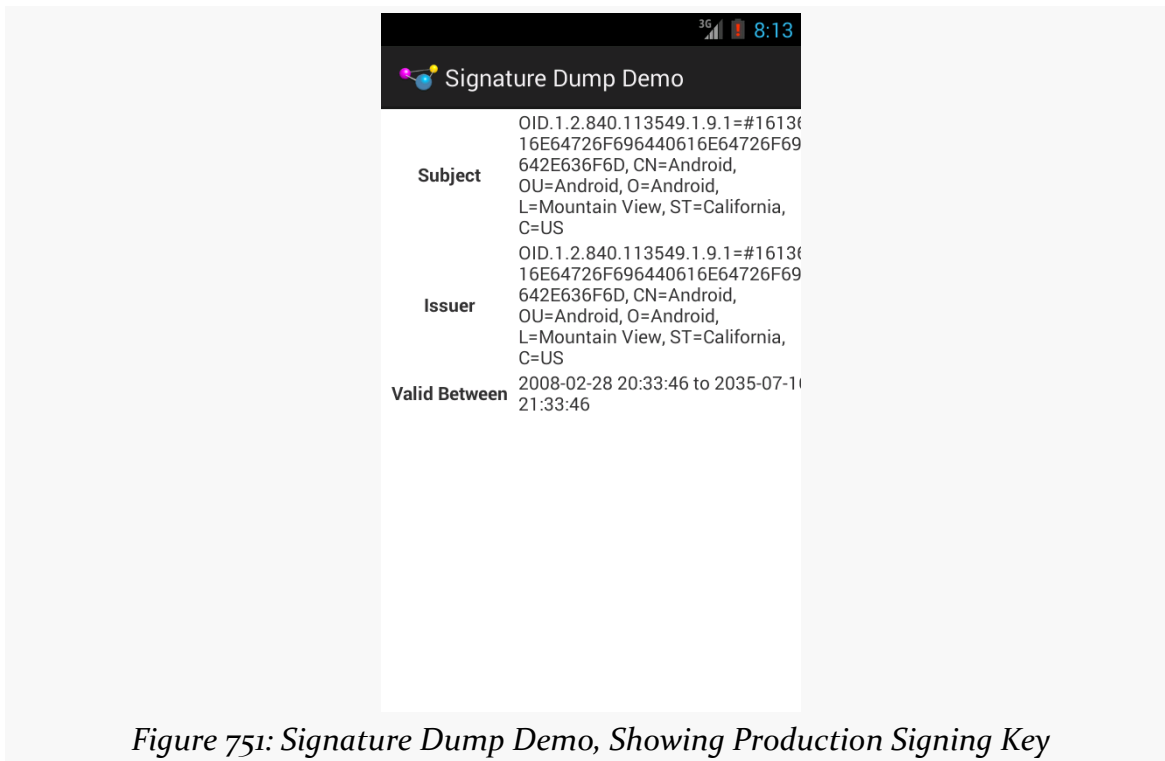 3G 8:13
Signature Dump Demo
Subject
OID.1.2.840.113549.1.9.1=#16136
16E64726F696440616E64726F69
642E636F6D, CN=Android,
OU=Android, O=Android,
L=Mountain View, ST=California,
C=US
Issuer
OID.1.2.840.113549.1.9.1=#16136
16E64726F696440616E64726F69
642E636F6D, CN=Android,
OU=Android, O=Android,
L=Mountain View, ST=California,
C=US
Valid Between
2008-02-28 20:33:46 to 2035-07-16
21:33:46
Figure 751: Signature Dump Demo, Showing Production Signing Key